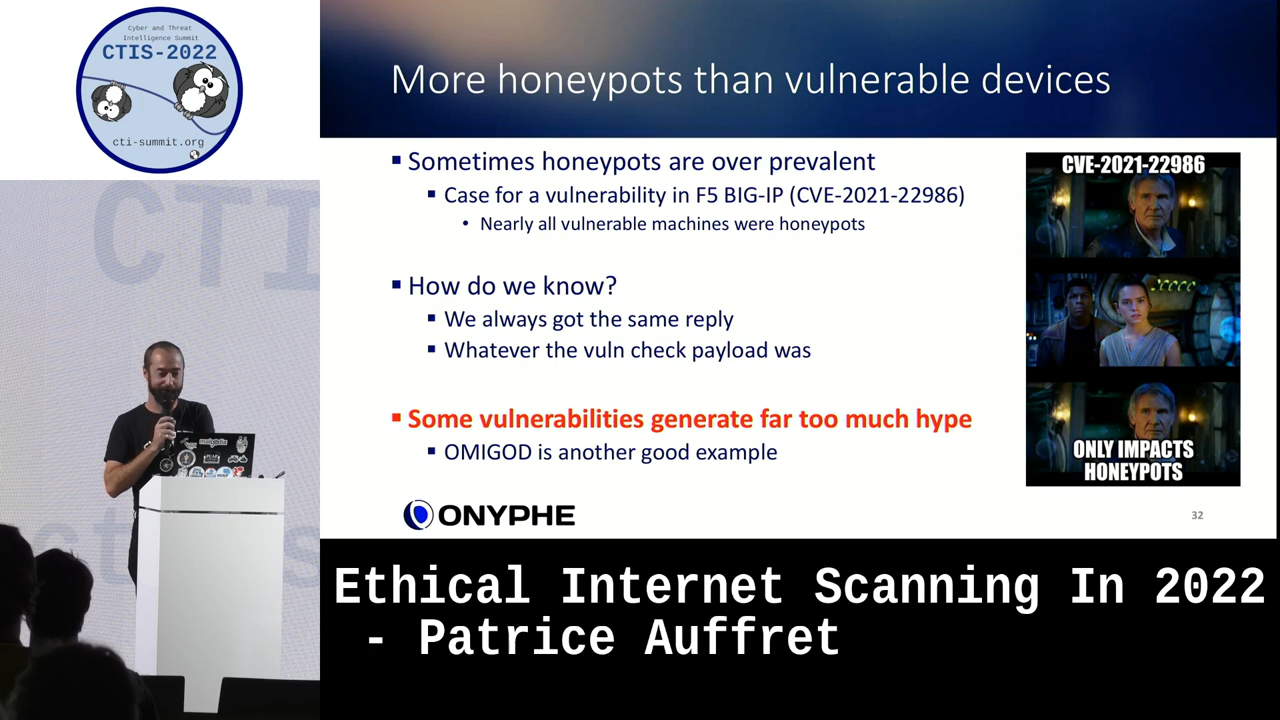 Cyber and Threat
Intelligence Summit
CTIS-2022
cti-summit.org
CTI
More honeypots than vulnerable devices
Sometimes honeypots are over prevalent
Case for a vulnerability in F5 BIG-IP (CVE-2021-22986)
Nearly all vulnerable machines were honeypots
How do we know?
We always got the same reply
Whatever the vuln check payload was
Some vulnerabilities generate far too much hype
OMIGOD is another good example
CVE-2021-22986
ONLY IMPACTS
HONEYPOTS
ONYPHE
32
Ethical Internet Scanning In 2022
- Patrice Auffret